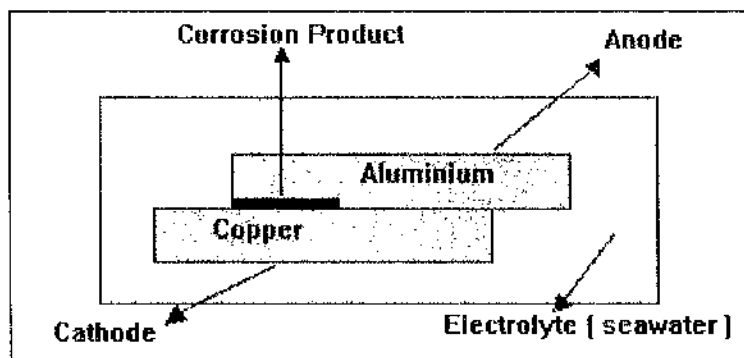 Corrosion Product
Anode
Aluminium
Copper
Cathode
Electrolyte ( seawater )